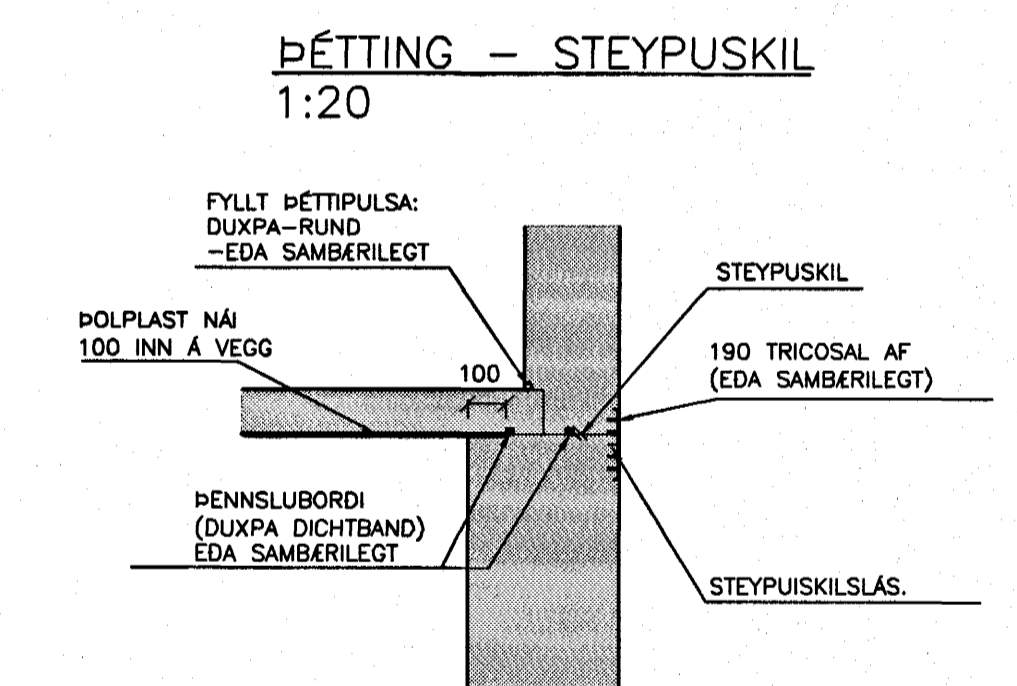 ÞÉTTING – STEYPUSKIL
1:20
FYLLT ÞÉTTIPULSA:
DUXPA–RUND
–EÐA SAMBÆRILEGT
STEYPUSKIL
ÞOLPLAST NÁI
100 INN Á VEGG
100
190 TRICOSAL AF
(EÐA SAMBÆRILEGT)
ÞENNSLUBORÐI
(DUXPA DICHTBAND)
EÐA SAMBÆRILEGT
STEYPUISKILSLÁS.